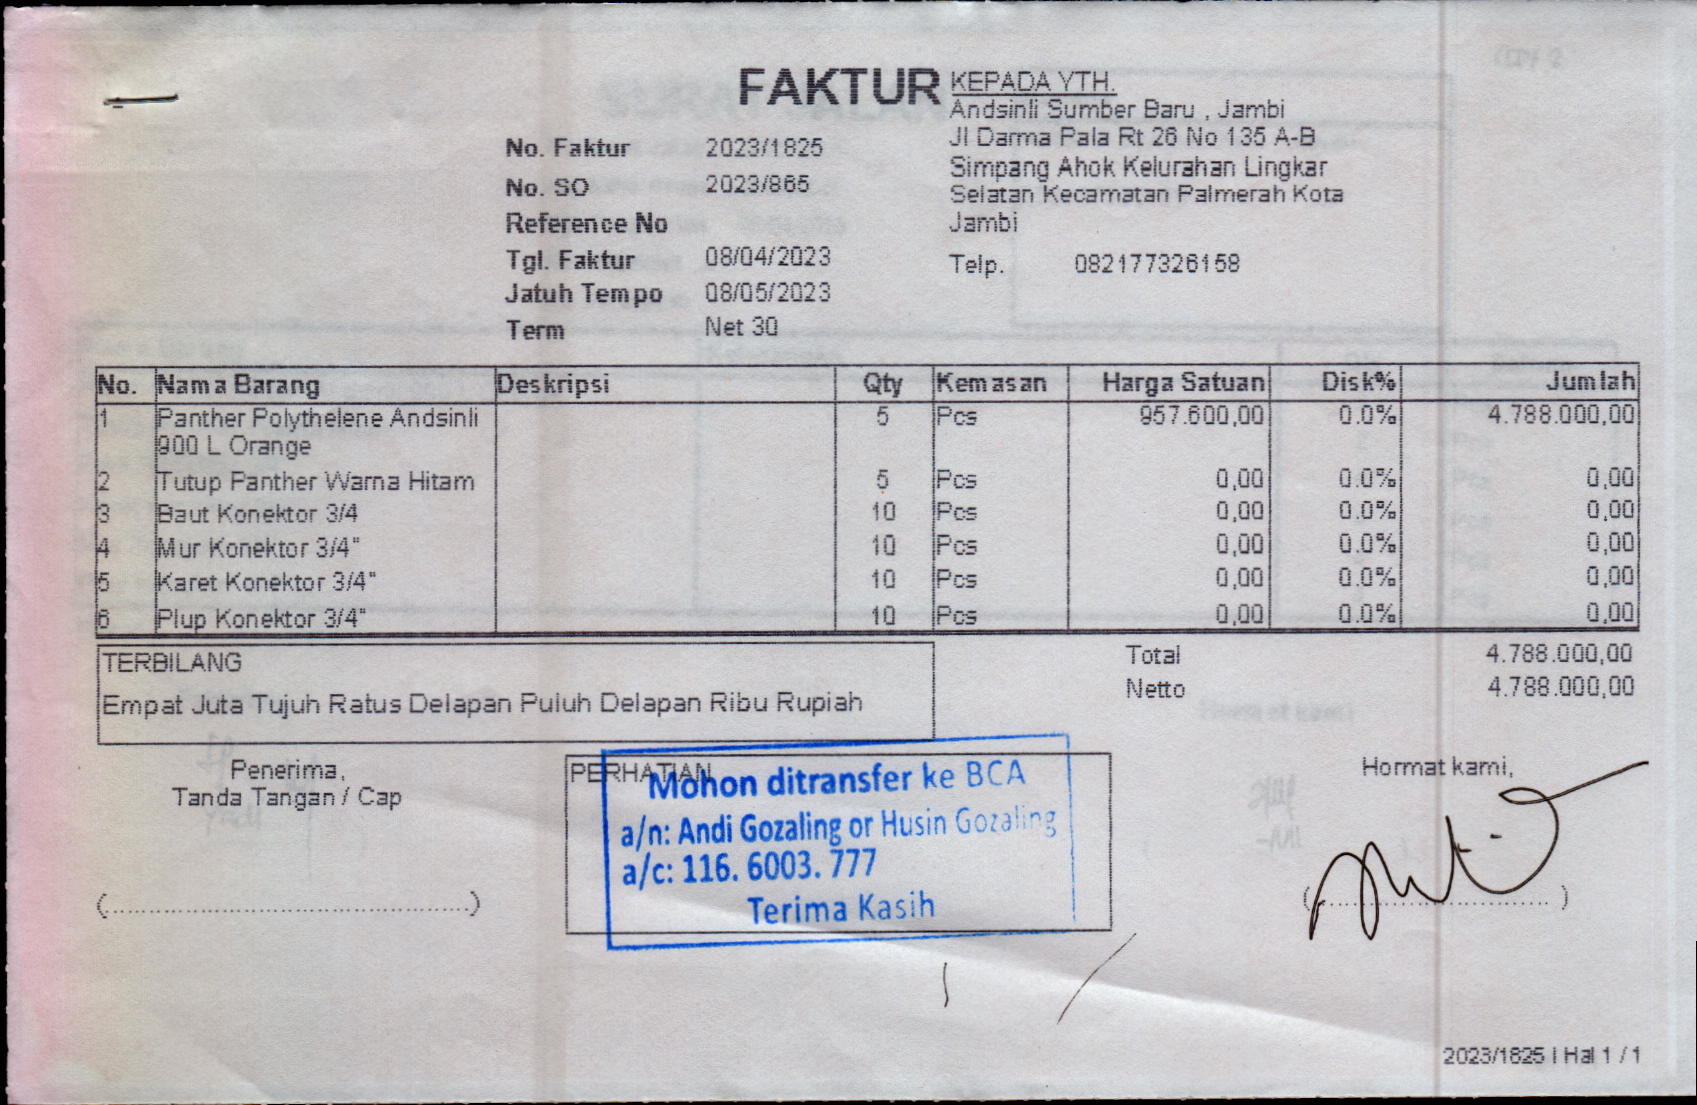 FAKTUR
No. Faktur 2023/1825
No. SO 2023/865
Reference No
Tgl. Faktur 08/04/2023
Jatuh Tempo 08/05/2023
Term Net 30
KEPADA YTH.
Andsinli Sumber Baru , Jambi
Jl Darma Pala Rt 26 No 135 A-B
Simpang Ahok Kelurahan Lingkar
Selatan Kecamatan Palmerah Kota
Jambi
Telp. 082177326158
No. Nama Barang Deskripsi Qty Kemasan Harga Satuan Disk% Jumlah
1 Panther Polythelene Andsinli 5 Pcs 957.600,00 0.0% 4.788.000,00
900 L Orange
2 Tutup Panther Warna Hitam 5 Pcs 0,00 0.0% 0,00
3 Baut Konektor 3/4 10 Pcs 0,00 0.0% 0,00
4 Mur Konektor 3/4" 10 Pcs 0,00 0.0% 0,00
5 Karet Konektor 3/4" 10 Pcs 0,00 0.0% 0,00
6 Plup Konektor 3/4" 10 Pcs 0,00 0.0% 0,00
TERBILANG
Empat Juta Tujuh Ratus Delapan Puluh Delapan Ribu Rupiah
Total 4.788.000,00
Netto 4.788.000,00
Penerima,
Tanda Tangan / Cap
(................................................)
PERHATIAN
Mohon ditransfer ke BCA
a/n: Andi Gozaling or Husin Gozaling
a/c: 116. 6003. 777
Terima Kasih
Hormat kami,
(................................)
2023/1825 | Hal 1 / 1